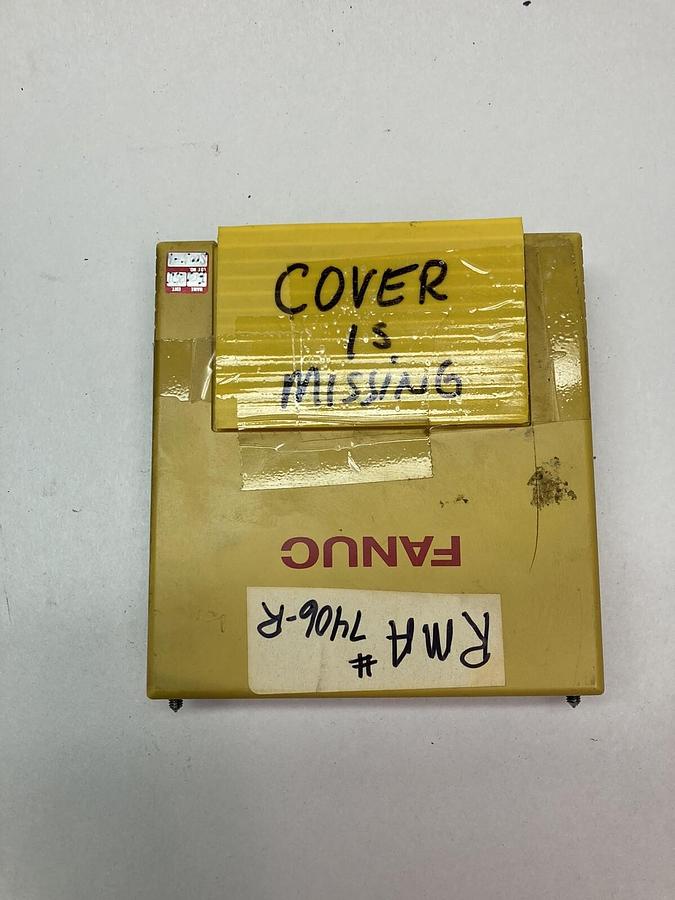 COVER
IS
MISSING
FANUC
RMA
# 7406-R